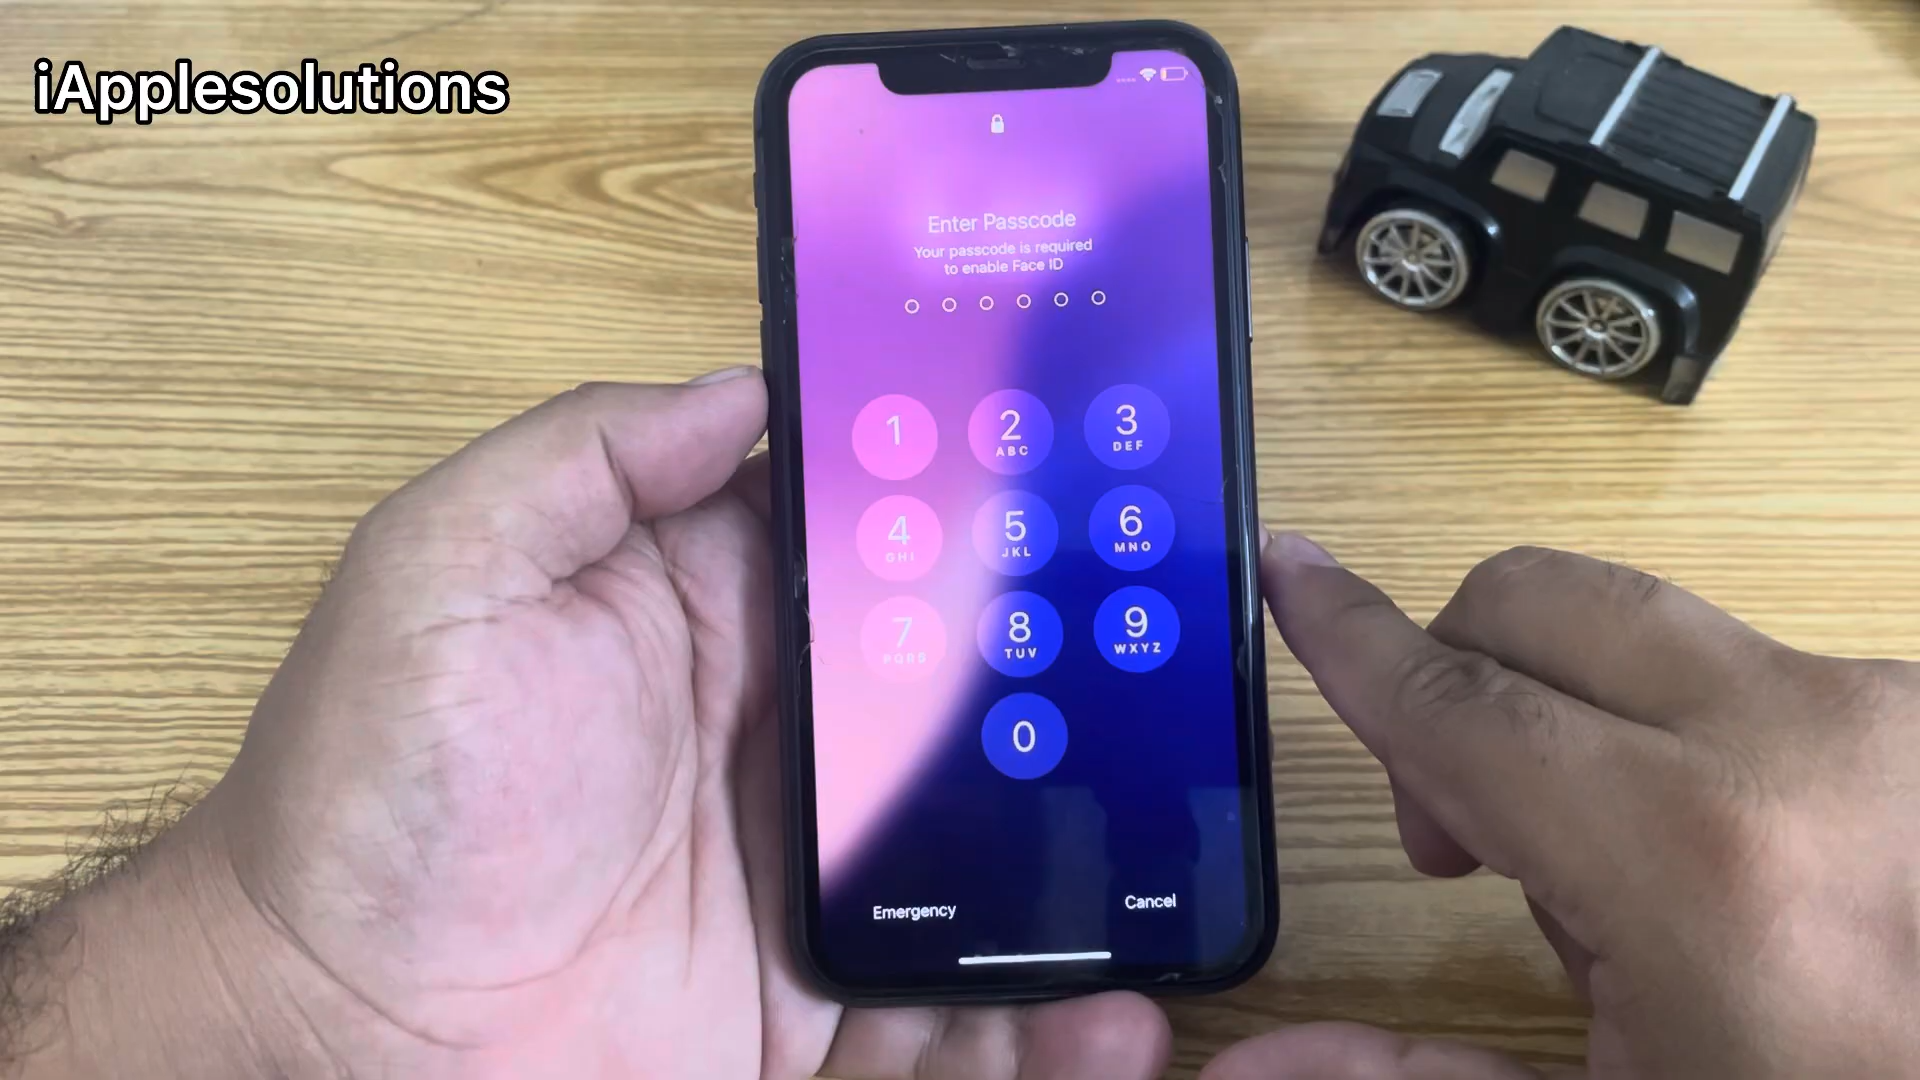 iApplesolutions
Enter Passcode
Your passcode is required
to enable Face ID
1
2
ABC
3
DEF
4
GHI
5
JKL
6
MNO
7
PQRS
8
TUV
9
WXYZ
0
Emergency
Cancel